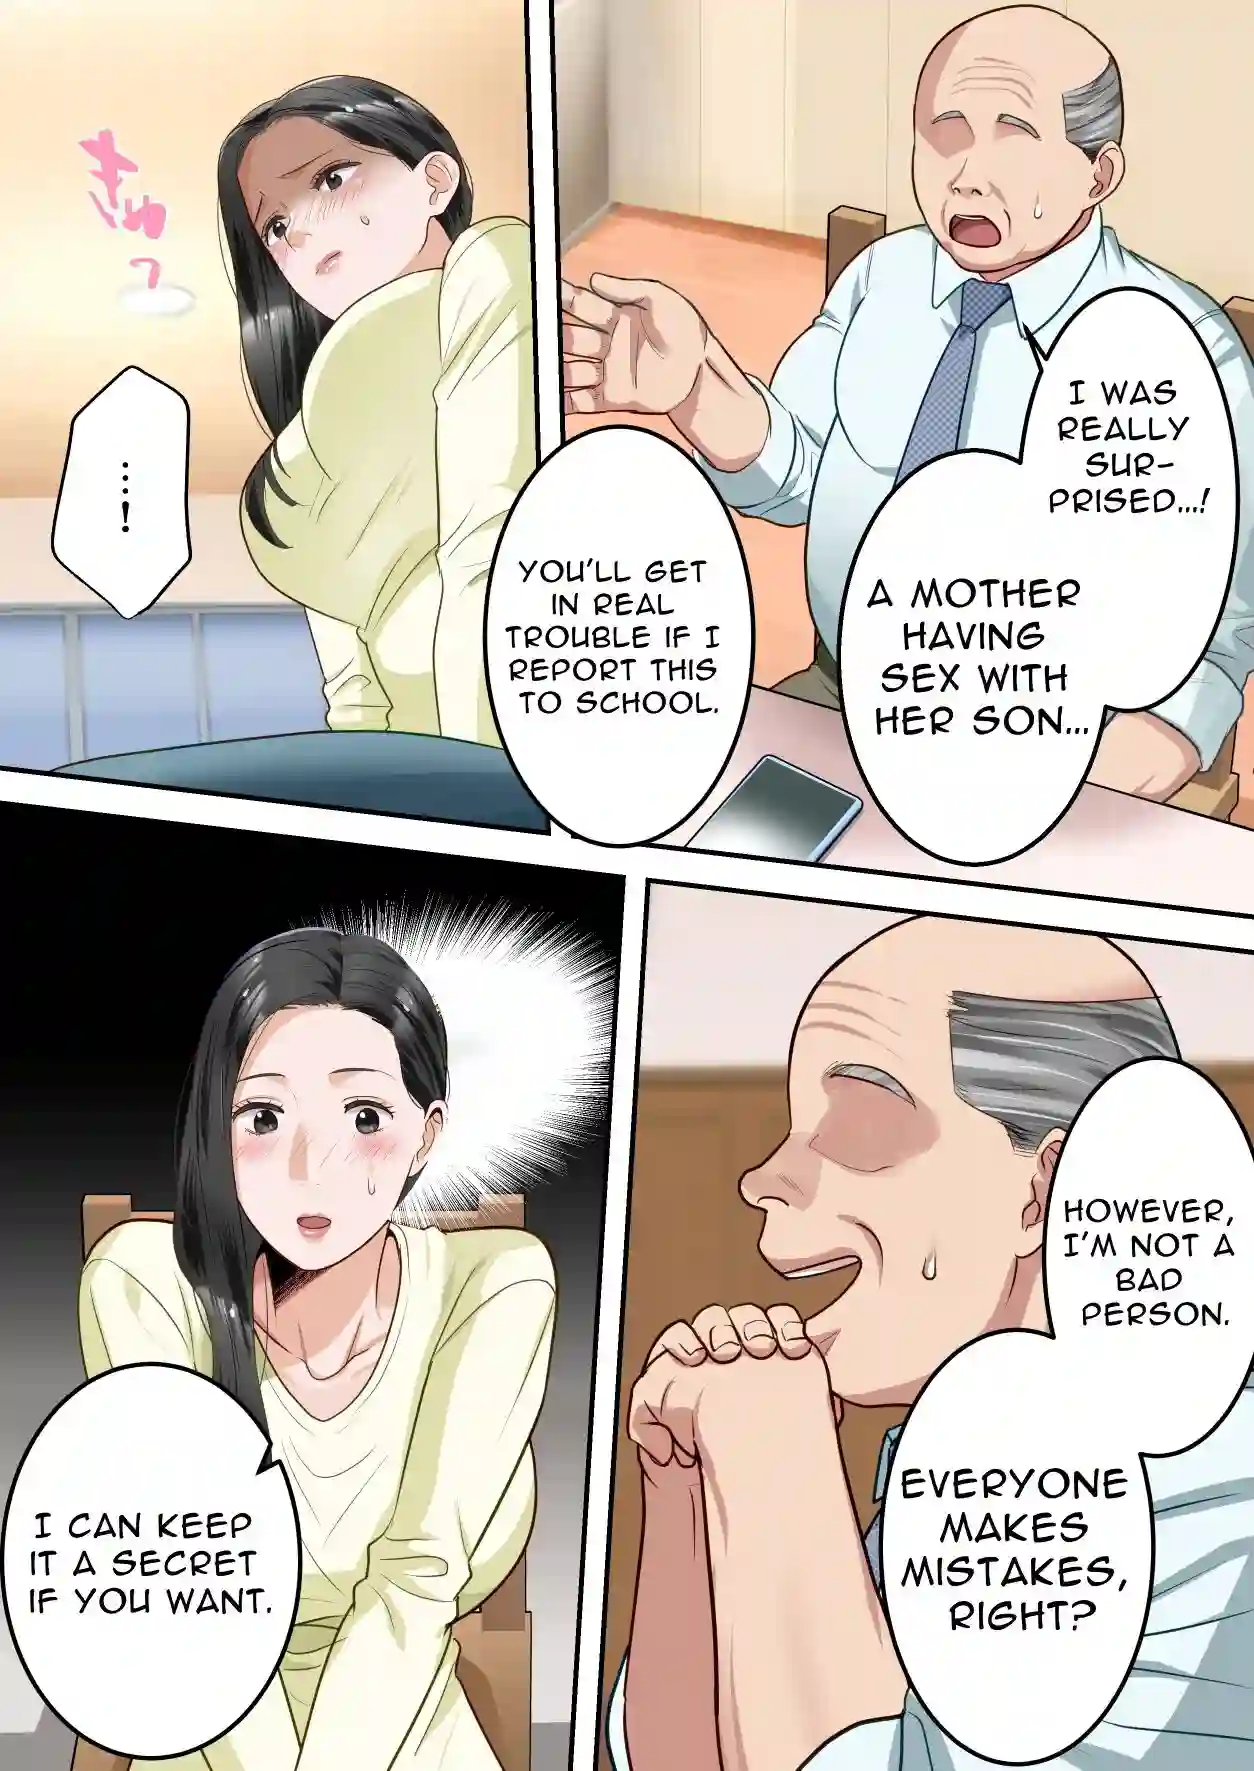 I WAS
REALLY
SUR-
PRISED...!
A MOTHER
HAVING
SEX WITH
HER SON...
YOU'LL GET
IN REAL
TROUBLE IF I
REPORT THIS
TO SCHOOL.
きゅっ
...!
HOWEVER,
I'M NOT A
BAD
PERSON.
EVERYONE
MAKES
MISTAKES,
RIGHT?
I CAN KEEP
IT A SECRET
IF YOU WANT.